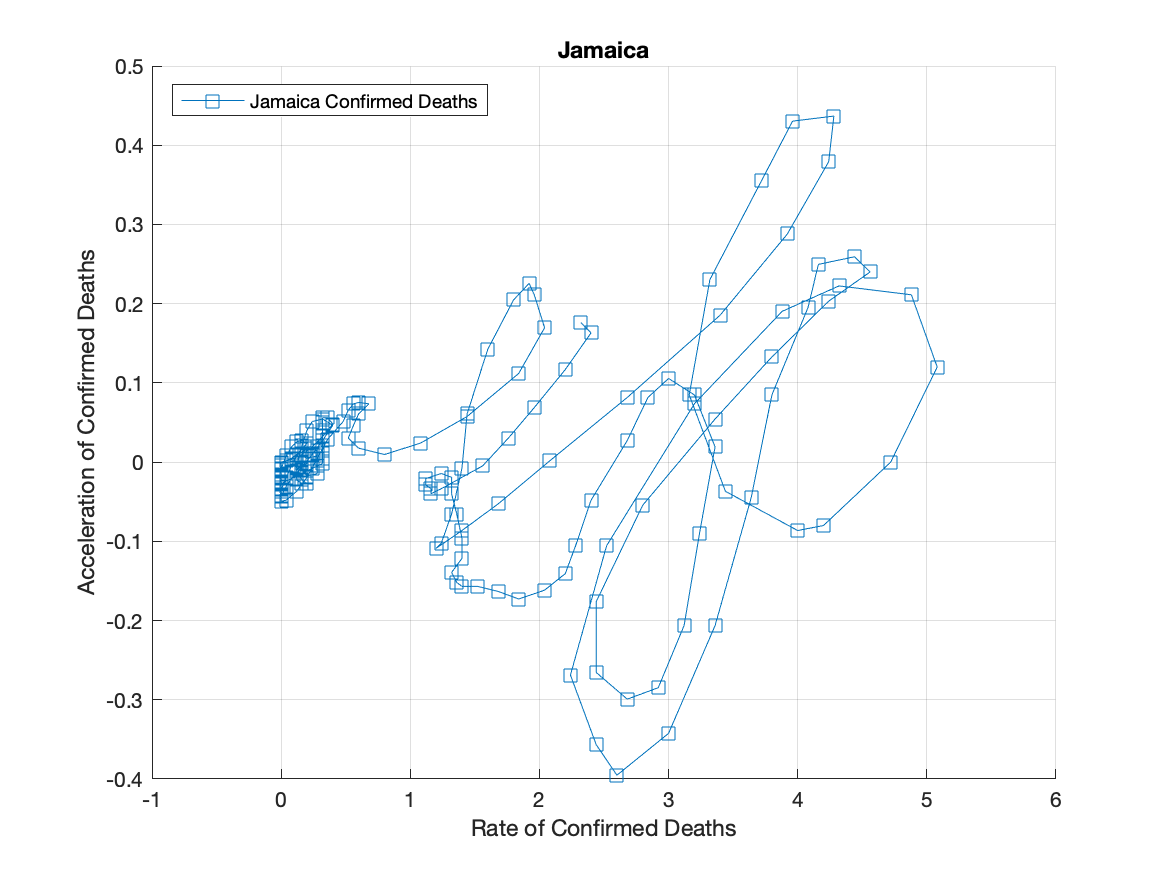 Jamaica
0.5
Jamaica Confirmed Deaths
0.4
0.3
0.2
0.1
0
-0.1
-0.2
-0.3
-0.4
Acceleration of Confirmed Deaths
-1 0 1 2 3 4 5 6
Rate of Confirmed Deaths